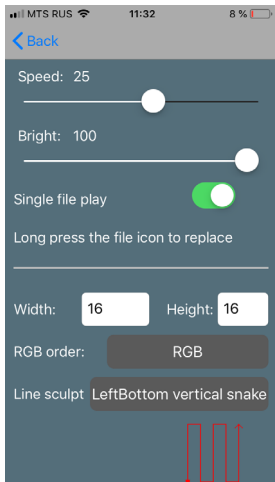 MTS RUS 11:32 8 %
Back
Speed: 25
Bright: 100
Single file play
Long press the file icon to replace
Width: 16 Height: 16
RGB order: RGB
Line sculpt LeftBottom vertical snake